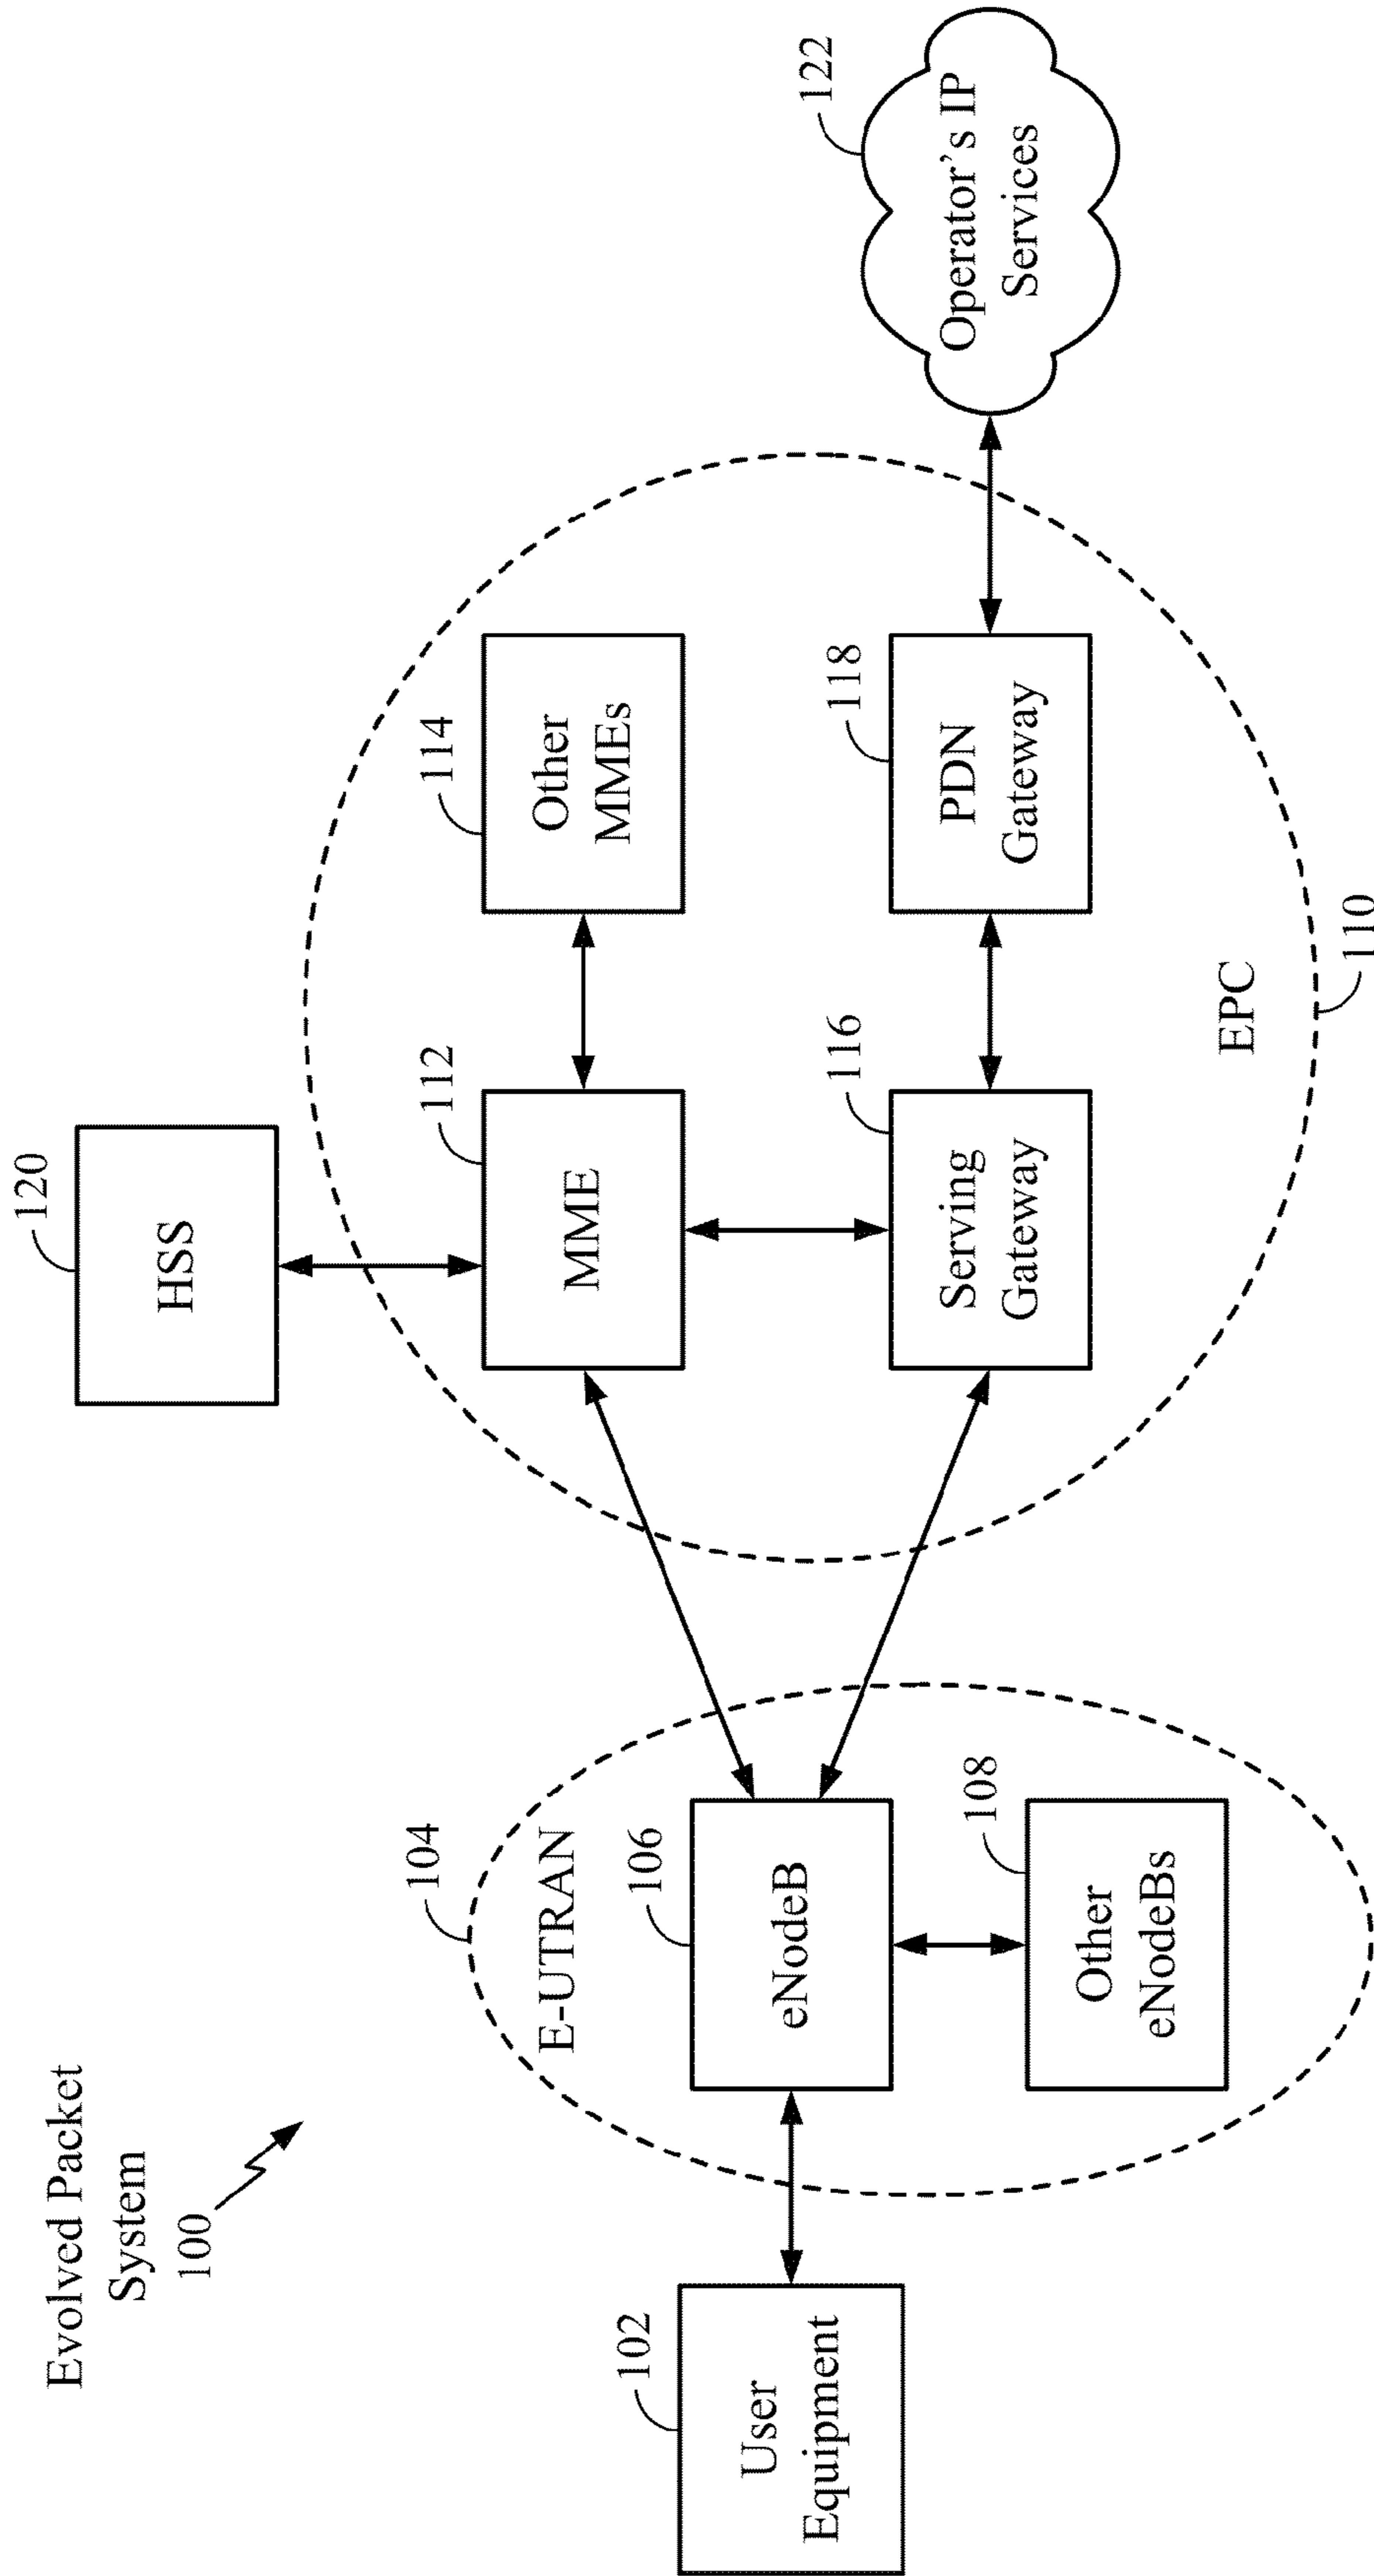 Evolved Packet
System
100
120
HSS
104
E-UTRAN
102
User
Equipment
106
eNodeB
108
Other
eNodeBs
112
MME
114
Other
MMEs
116
Serving
Gateway
118
PDN
Gateway
EPC
110
122
Operator's IP
Services